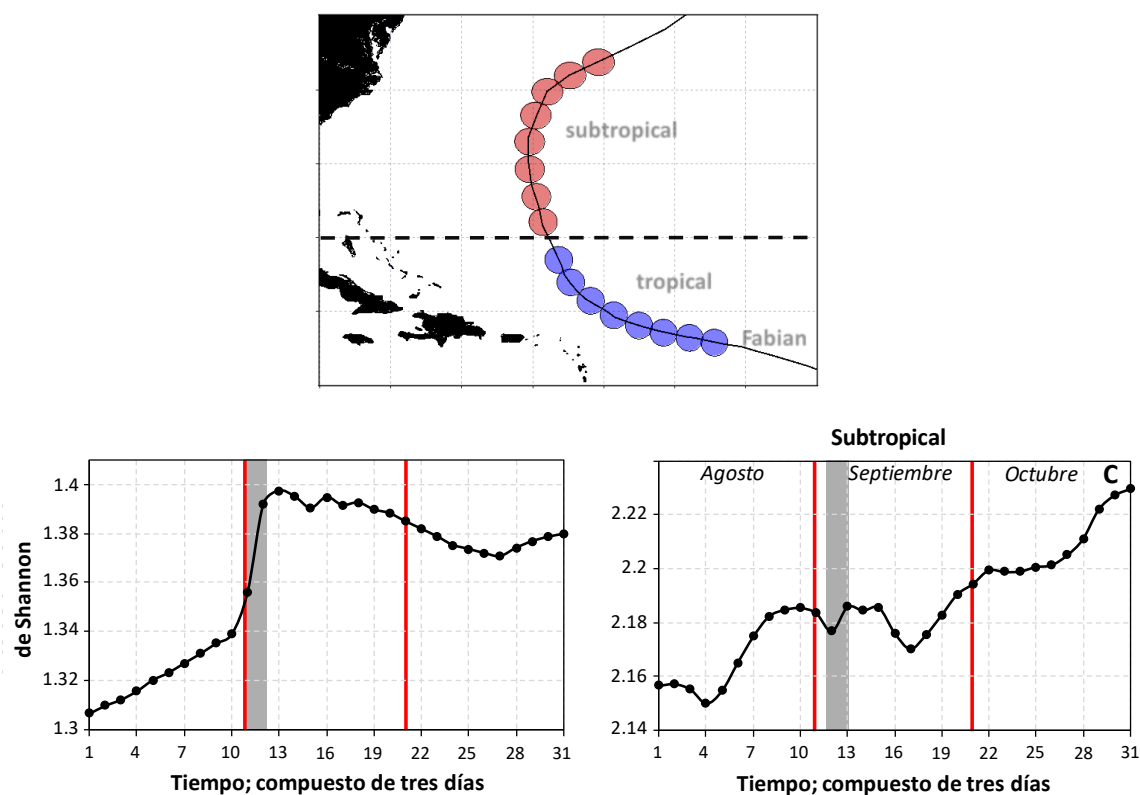 subtropical
tropical
Fabian
de Shannon
1.4
1.38
1.36
1.34
1.32
1.3
1 4 7 10 13 16 19 22 25 28 31
Tiempo; compuesto de tres días
Subtropical
Agosto Septiembre Octubre C
2.22
2.2
2.18
2.16
2.14
1 4 7 10 13 16 19 22 25 28 31
Tiempo; compuesto de tres días